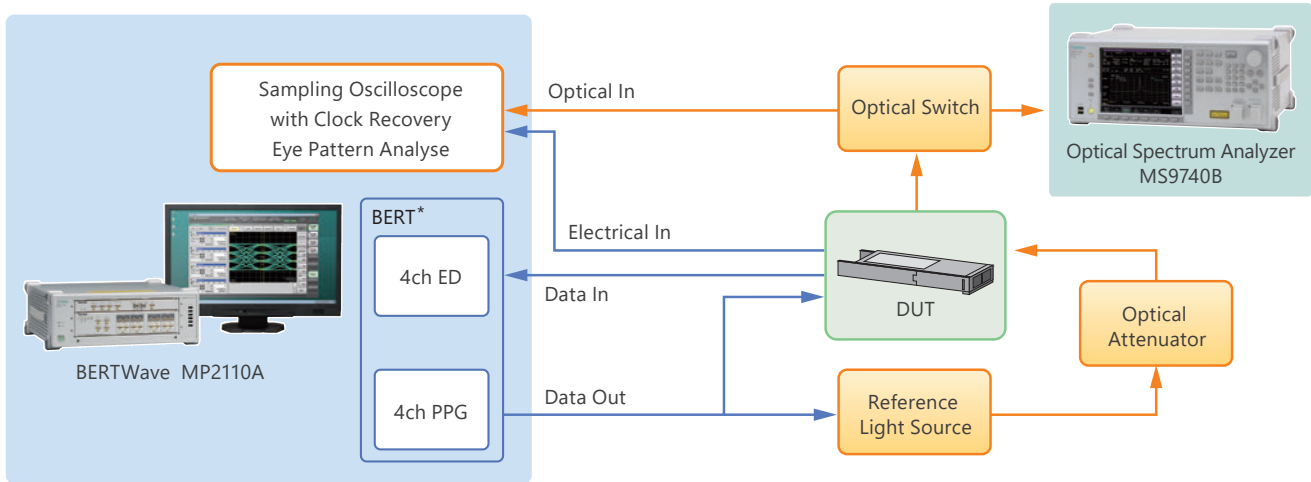 Sampling Oscilloscope
with Clock Recovery
Eye Pattern Analyse
Optical In
Optical Switch
Optical Spectrum Analyzer
MS9740B
BERT*
4ch ED
Electrical In
Data In
DUT
Optical
Attenuator
BERTWave MP2110A
4ch PPG
Data Out
Reference
Light Source